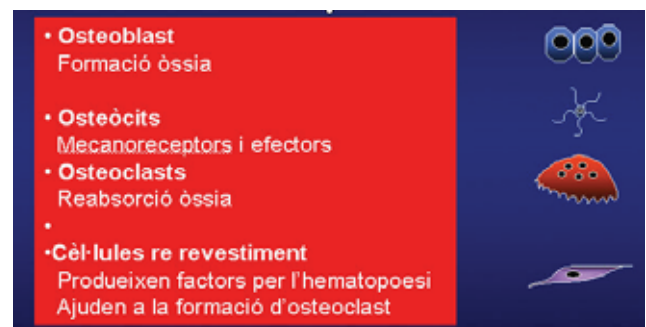 • Osteoblast
Formació òssia
• Osteòcits
Mecanoreceptors i efectors
• Osteoclasts
Reabsorció òssia
•
•Cèl·lules re revestiment
Produeixen factors per l'hematopoesi
Ajuden a la formació d'osteoclast